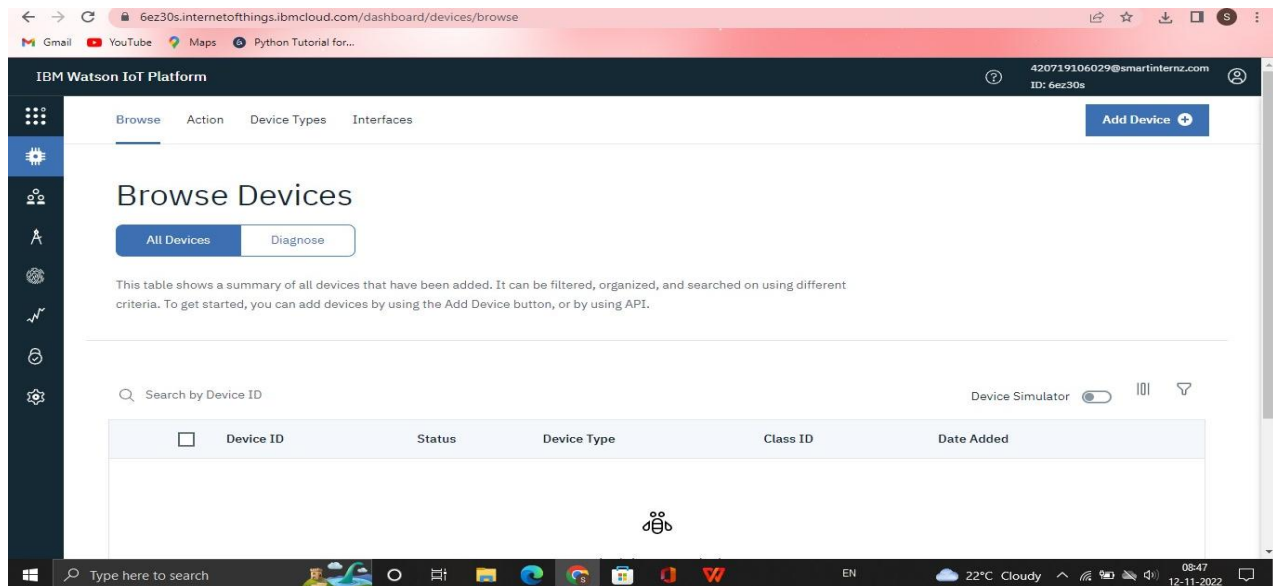 6ez30s.internetofthings.ibmcloud.com/dashboard/devices/browse
S
Gmail YouTube Maps Python Tutorial for...
IBM Watson IoT Platform
420719106029@smartinternz.com
ID: 6ez30s
Browse Action Device Types Interfaces
Add Device
Browse Devices
All Devices Diagnose
This table shows a summary of all devices that have been added. It can be filtered, organized, and searched on using different
criteria. To get started, you can add devices by using the Add Device button, or by using API.
Search by Device ID
Device Simulator
Device ID Status Device Type Class ID Date Added
Type here to search
EN
22°C Cloudy
08:47
12-11-2022